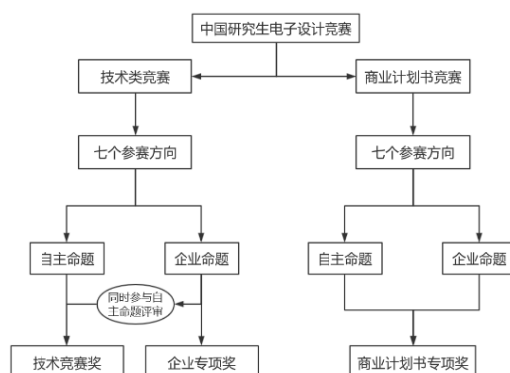 中国研究生电子设计竞赛
技术类竞赛
商业计划书竞赛
七个参赛方向
七个参赛方向
自主命题
企业命题
自主命题
企业命题
同时参与自
主命题评审
技术竞赛奖
企业专项奖
商业计划书专项奖